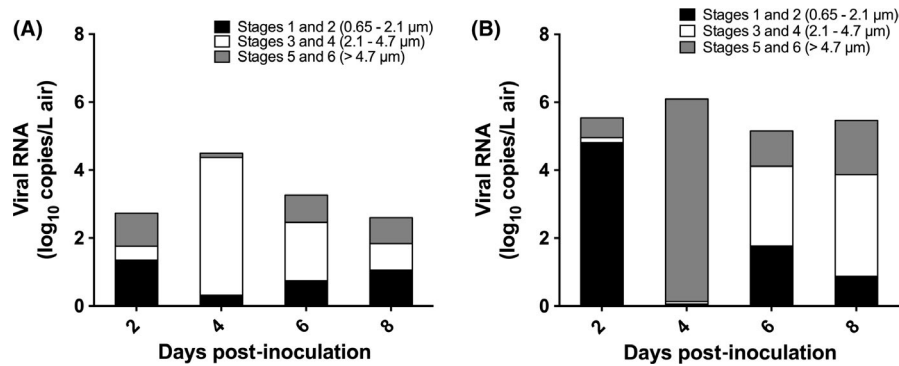 (A)
Stages 1 and 2 (0.65 - 2.1 µm)
Stages 3 and 4 (2.1 - 4.7 µm)
Stages 5 and 6 (> 4.7 µm)
Viral RNA
(log10 copies/L air)
8
6
4
2
0
2
4
6
8
Days post-inoculation
(B)
Stages 1 and 2 (0.65 - 2.1 µm)
Stages 3 and 4 (2.1 - 4.7 µm)
Stages 5 and 6 (> 4.7 µm)
Viral RNA
(log10 copies/L air)
8
6
4
2
0
2
4
6
8
Days post-inoculation